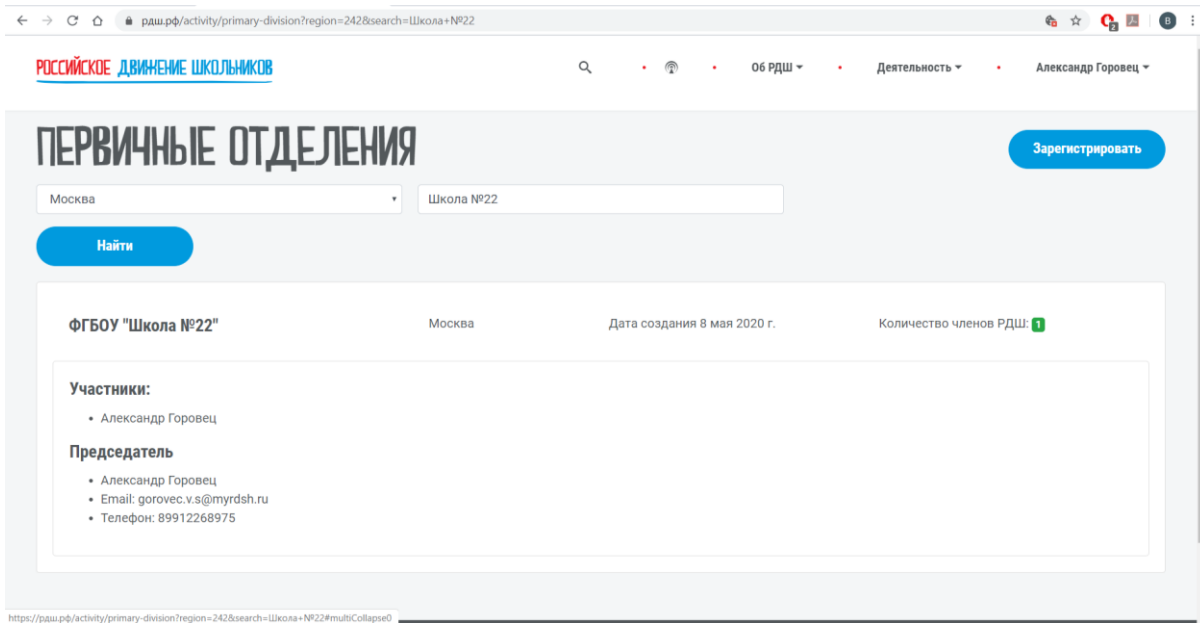 рдш.рф/activity/primary-division?region=242&search=Школа+№22
2
B
РОССИЙСКОЕ ДВИЖЕНИЕ ШКОЛЬНИКОВ
Об РДШ
Деятельность
Александр Горовец
ПЕРВИЧНЫЕ ОТДЕЛЕНИЯ
Зарегистрировать
Москва
Школа №22
Найти
ФГБОУ "Школа №22" Москва Дата создания 8 мая 2020 г. Количество членов РДШ: 1
Участники:
• Александр Горовец
Председатель
• Александр Горовец
• Email: gorovec.v.s@myrdsh.ru
• Телефон: 89912268975
https://рдш.рф/activity/primary-division?region=242&search=Школа+№22#multiCollapse0